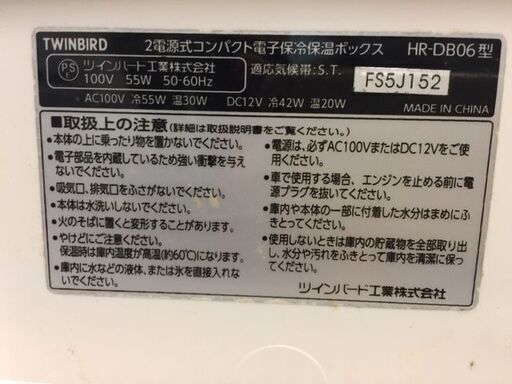 TWINBIRD 2電源式コンパクト電子保冷保温ボックス HR-DB06型
PSE ツインバード工業株式会社
100V 55W 50-60Hz
適応気候帯:S.T.
FS5J152
AC100V 冷55W 温30W DC12V 冷42W 温20W
MADE IN CHINA
■取扱上の注意(詳細は取扱説明書をご覧ください。)
●本体の上に乗ったり物を置かないでください。
●電子部品を内蔵しているため強い衝撃を与え
ないでください。
●吸気口、排気口をふさがないでください。
●本体は水洗いしないでください。
●火のそばに置くと変形することがあります。
●やけどにご注意ください。
保温時は庫内温度が高温(約60℃)になります。
●庫内に水などの液体、または氷を直接入れな
いでください。
●電源は、必ずAC100VまたはDC12Vをご使
用ください。
●車で使用する場合、エンジンを止める前に電
源プラグを抜いてください。
●庫内や本体の一部に付着した水分はまめにふ
きとってください。
●使用しないときは庫内の貯蔵物を全部取り出
し、水分や汚れをふきとって庫内を清潔に保っ
てください。
ツインバード工業株式会社